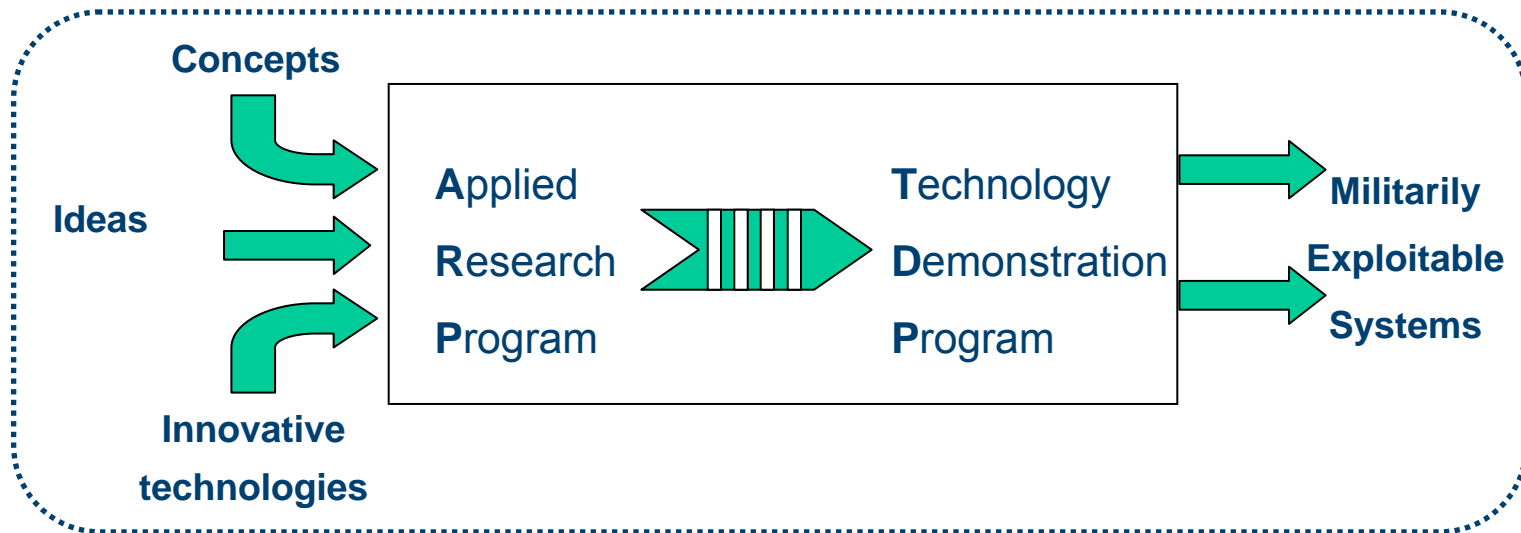 Concepts
Ideas
Innovative
technologies
Applied
Research
Program
Technology
Demonstration
Program
Militarily
Exploitable
Systems